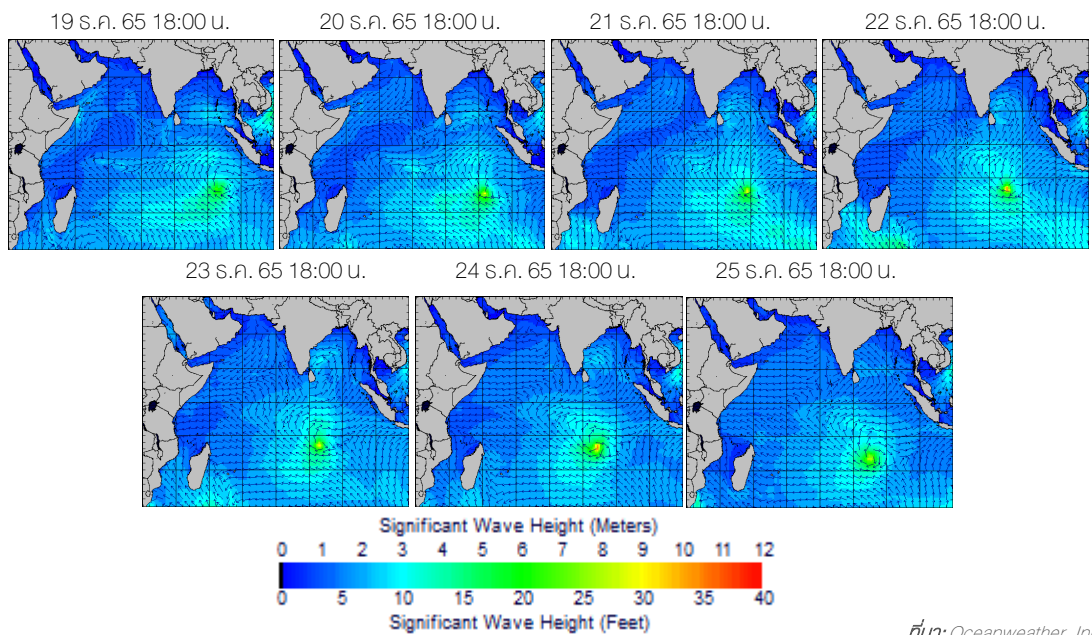 19 ธ.ค. 65 18:00 น.
20 ธ.ค. 65 18:00 น.
21 ธ.ค. 65 18:00 น.
22 ธ.ค. 65 18:00 น.
23 ธ.ค. 65 18:00 น.
24 ธ.ค. 65 18:00 น.
25 ธ.ค. 65 18:00 น.
Significant Wave Height (Meters)
0 1 2 3 4 5 6 7 8 9 10 11 12
0 5 10 15 20 25 30 35 40
Significant Wave Height (Feet)
ที่มา: Oceanweather, In